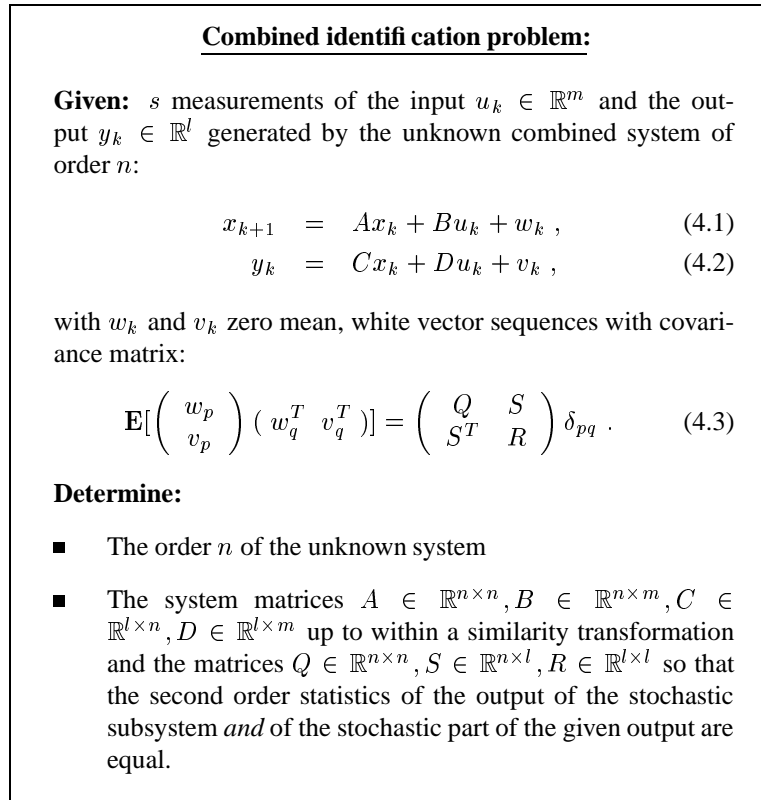 Combined identifi cation problem:
Given: s measurements of the input u_k ∈ ℝ^m and the out-
put y_k ∈ ℝ^l generated by the unknown combined system of
order n:
x_{k+1} = Ax_k + Bu_k + w_k , (4.1)
y_k = Cx_k + Du_k + v_k , (4.2)
with w_k and v_k zero mean, white vector sequences with covari-
ance matrix:
E[( w_p ; v_p ) ( w_q^T v_q^T )] = ( Q S ; S^T R ) δ_{pq} . (4.3)
Determine:
■ The order n of the unknown system
■ The system matrices A ∈ ℝ^{n×n}, B ∈ ℝ^{n×m}, C ∈
ℝ^{l×n}, D ∈ ℝ^{l×m} up to within a similarity transformation
and the matrices Q ∈ ℝ^{n×n}, S ∈ ℝ^{n×l}, R ∈ ℝ^{l×l} so that
the second order statistics of the output of the stochastic
subsystem and of the stochastic part of the given output are
equal.